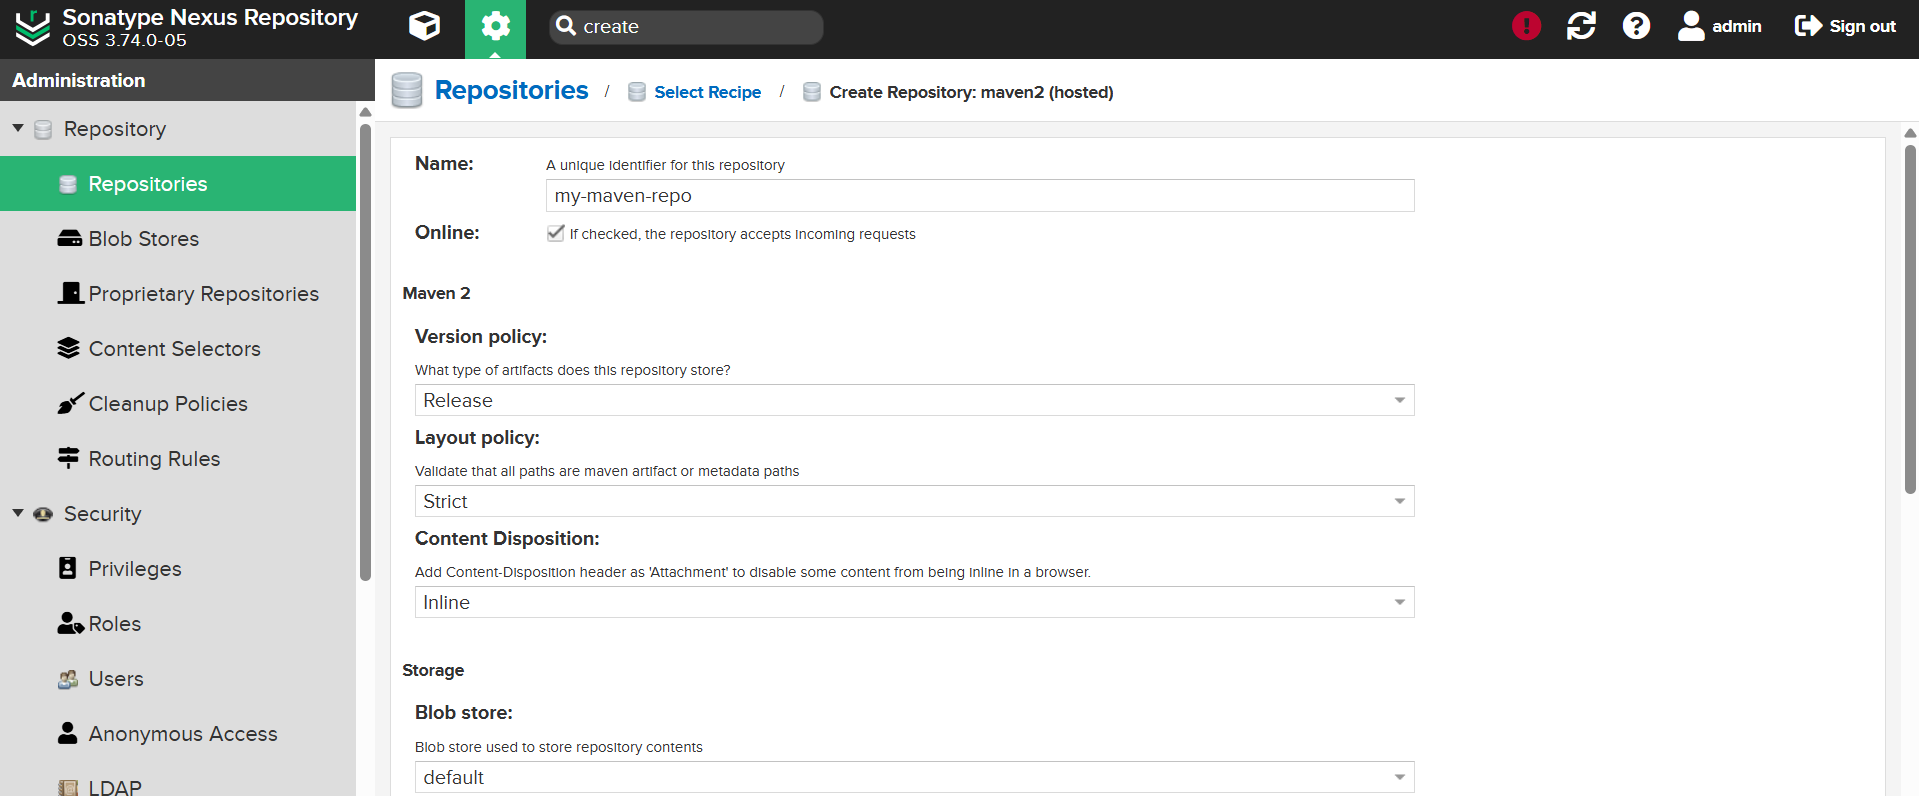 Sonatype Nexus Repository
OSS 3.74.0-05
create
admin
Sign out
Administration
Repository
Repositories
Blob Stores
Proprietary Repositories
Content Selectors
Cleanup Policies
Routing Rules
Security
Privileges
Roles
Users
Anonymous Access
LDAP
Repositories / Select Recipe / Create Repository: maven2 (hosted)
Name: A unique identifier for this repository
my-maven-repo
Online: If checked, the repository accepts incoming requests
Maven 2
Version policy:
What type of artifacts does this repository store?
Release
Layout policy:
Validate that all paths are maven artifact or metadata paths
Strict
Content Disposition:
Add Content-Disposition header as 'Attachment' to disable some content from being inline in a browser.
Inline
Storage
Blob store:
Blob store used to store repository contents
default